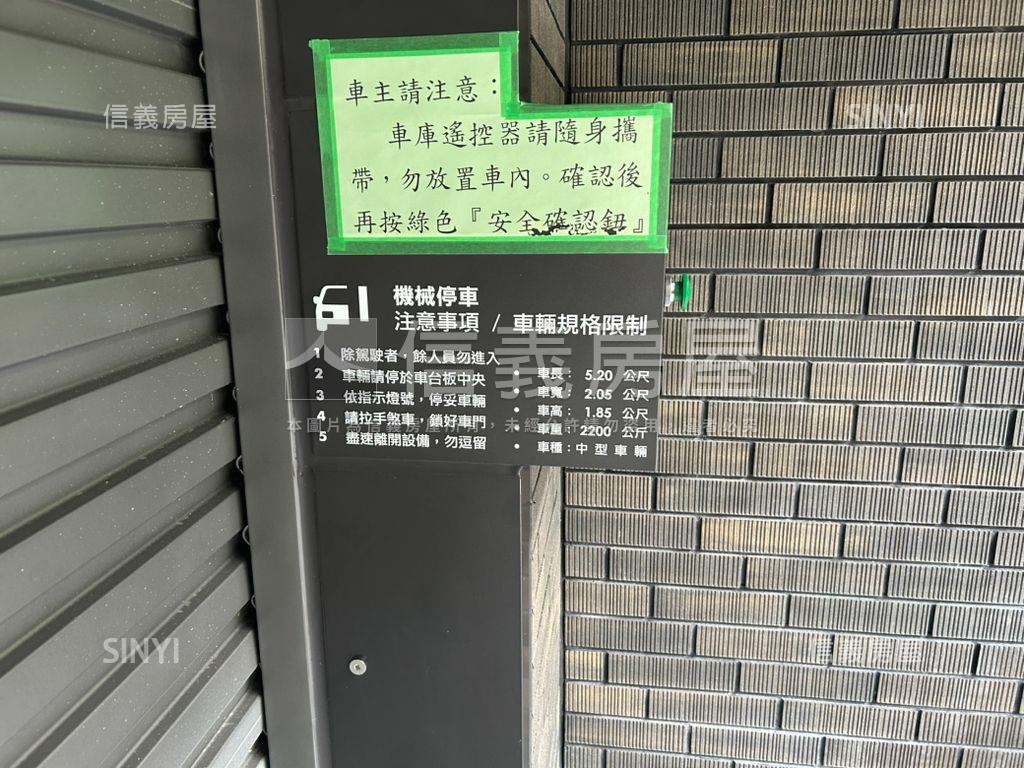 車主請注意：
車庫遙控器請隨身攜
帶，勿放置車內。確認後
再按綠色『安全確認鈕』
61
機械停車
注意事項 / 車輛規格限制
1 除駕駛者，餘人員勿進入
2 車輛請停於車台板中央
3 依指示燈號，停妥車輛
4 請拉手煞車，鎖好車門
5 盡速離開設備，勿逗留
• 車長： 5.20 公尺
• 車寬： 2.05 公尺
• 車高： 1.85 公尺
• 車重： 2200 公斤
• 車種：中型車輛
信義房屋
SINYI
信義房屋
SINYI
信義房屋